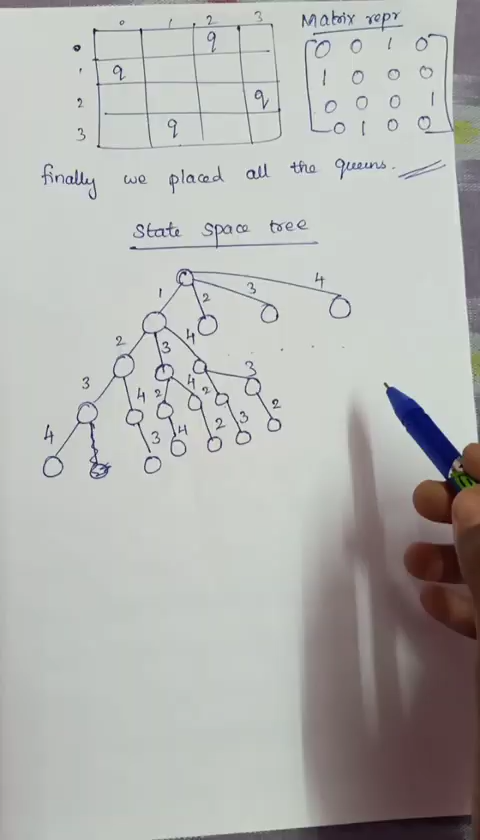 0 1 2 3
Matrix repr
0 q
0 0 1 0
1 q
1 0 0 0
2 q
0 0 0 1
3 q
0 1 0 0
finally we placed all the queens.
State space tree
1 2 3 4
2 3 4
3 4 2 4 2 3
4 3 4 2 3 2